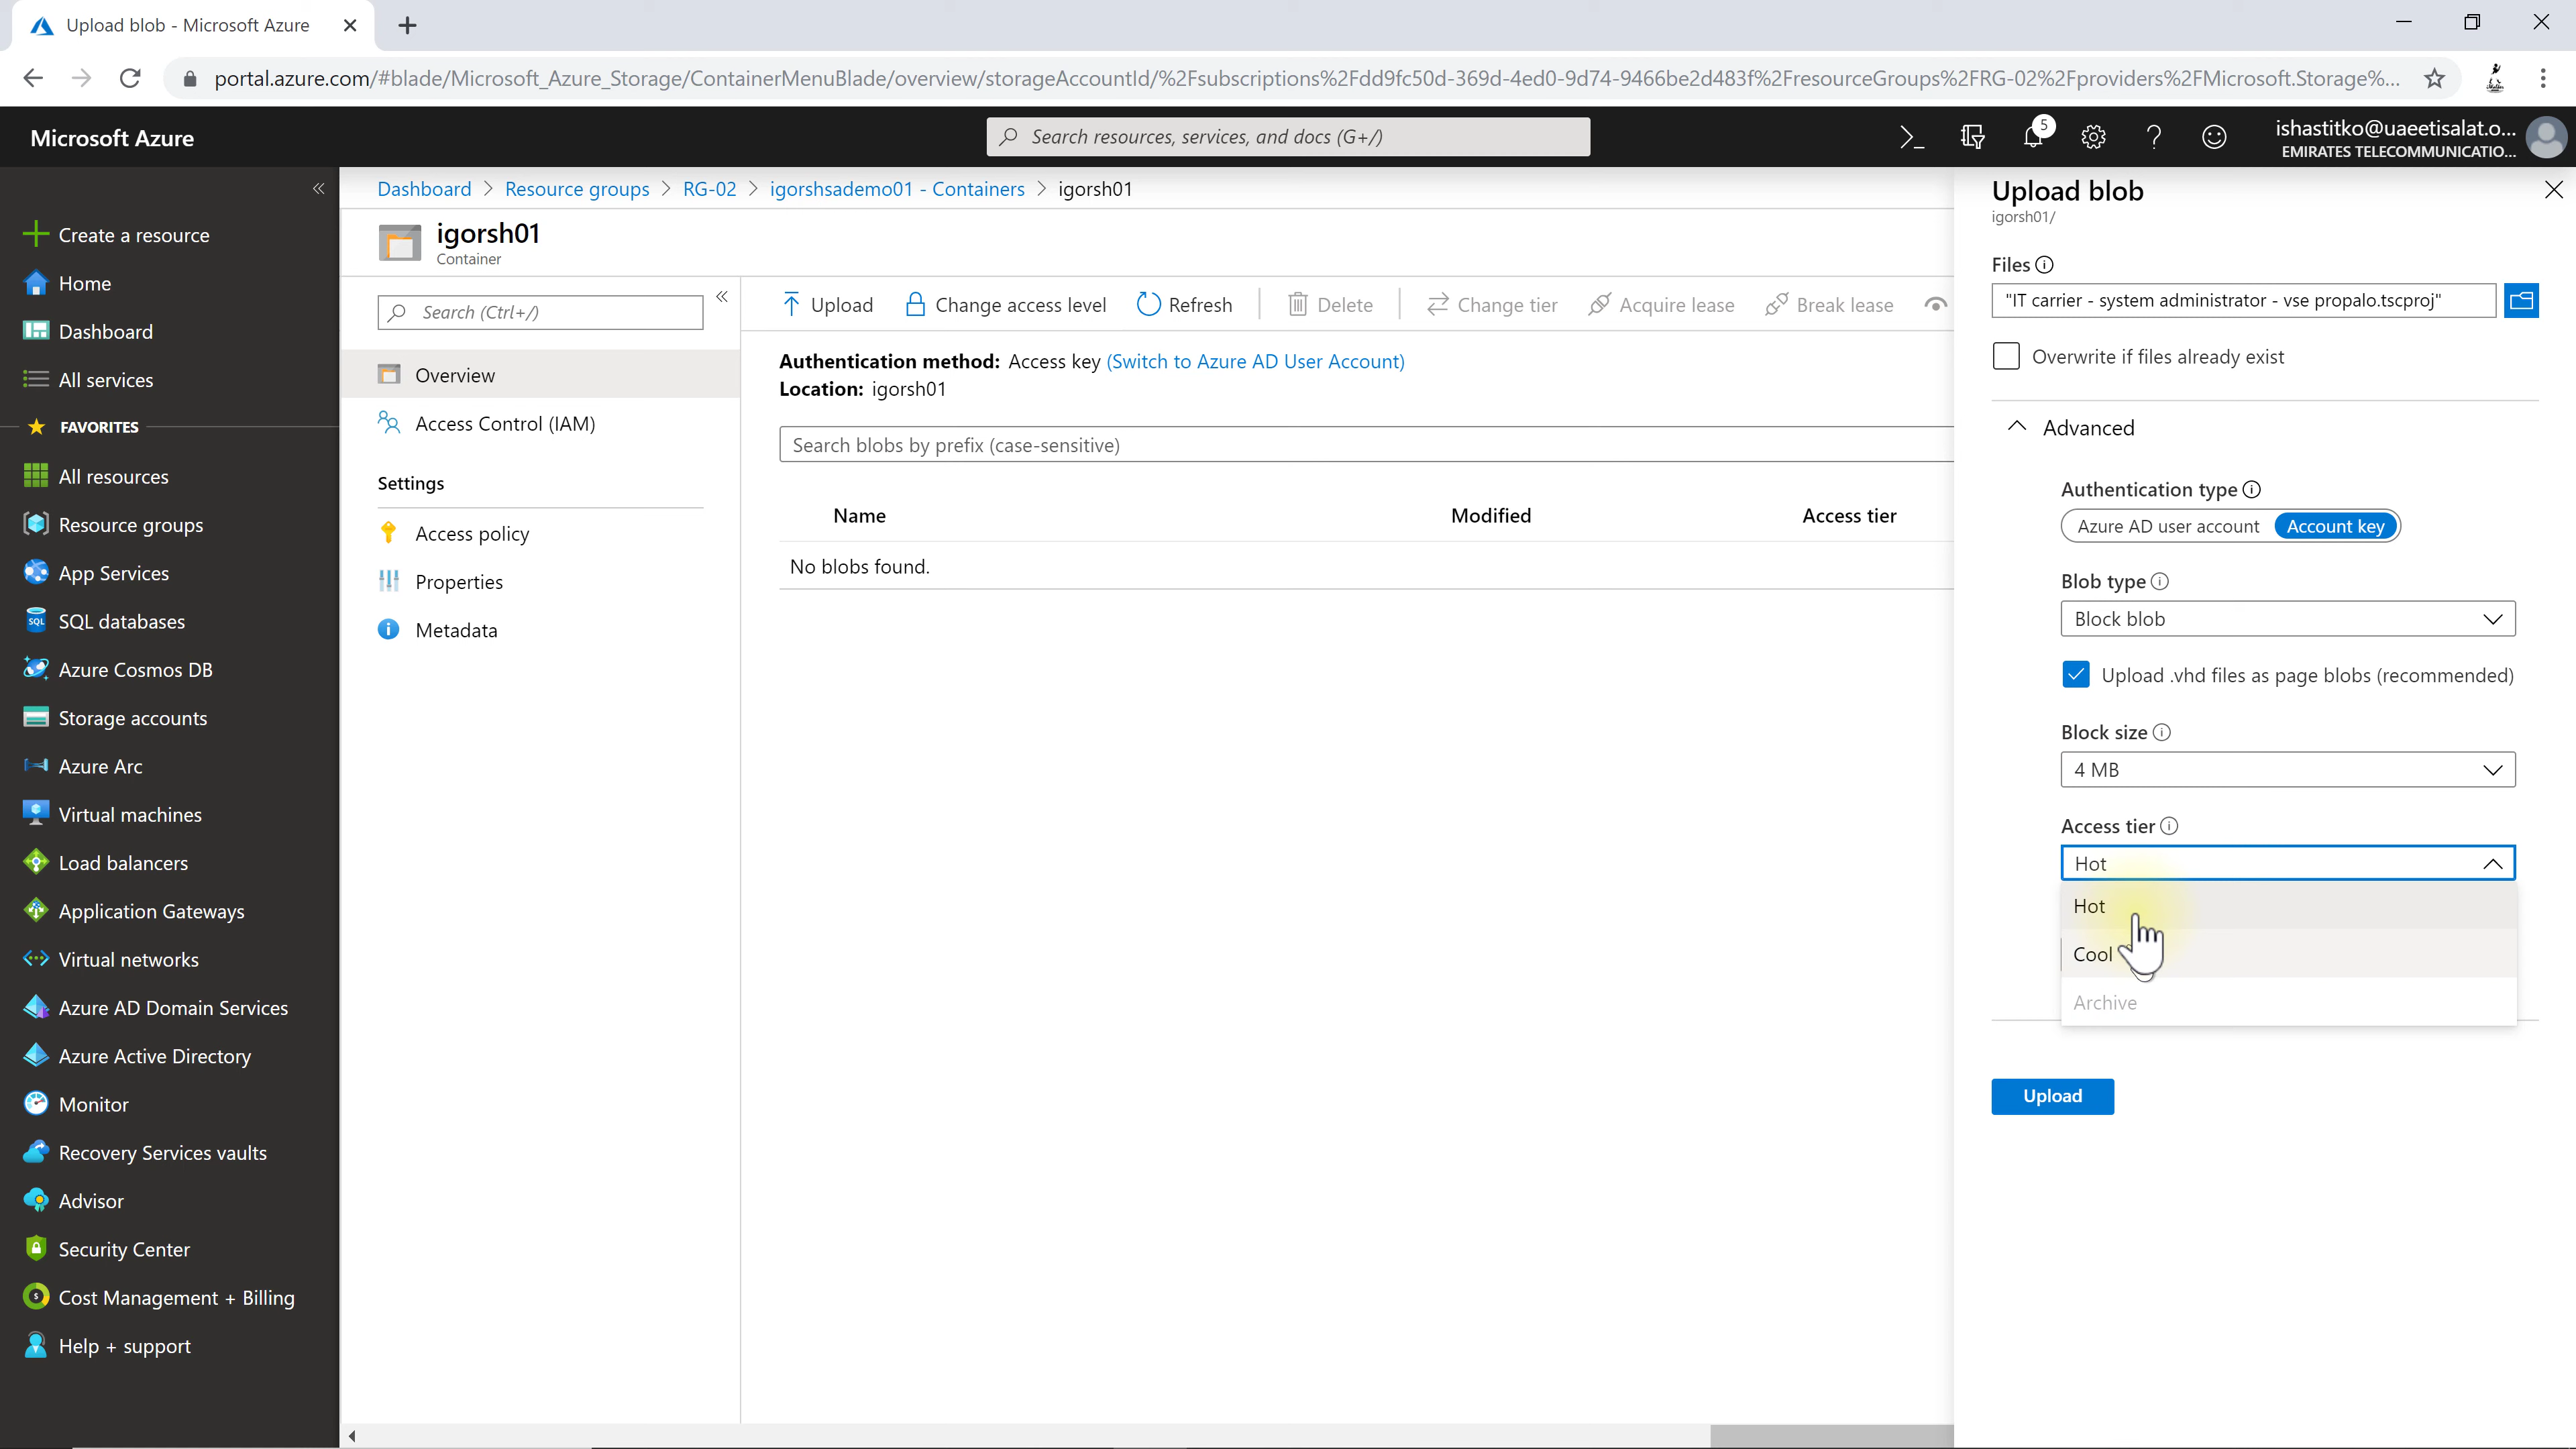 Upload blob - Microsoft Azure
portal.azure.com/#blade/Microsoft_Azure_Storage/ContainerMenuBlade/overview/storageAccountId/%2Fsubscriptions%2Fdd9fc50d-369d-4ed0-9d74-9466be2d483f%2FresourceGroups%2FRG-02%2Fproviders%2FMicrosoft.Storage%...
Microsoft Azure
Search resources, services, and docs (G+/)
5
ishastitko@uaeetisalat.o...
EMIRATES TELECOMMUNICATIO...
Create a resource
Home
Dashboard
All services
FAVORITES
All resources
Resource groups
App Services
SQL databases
Azure Cosmos DB
Storage accounts
Azure Arc
Virtual machines
Load balancers
Application Gateways
Virtual networks
Azure AD Domain Services
Azure Active Directory
Monitor
Recovery Services vaults
Advisor
Security Center
Cost Management + Billing
Help + support
Dashboard > Resource groups > RG-02 > igorshsademo01 - Containers > igorsh01
igorsh01
Container
Search (Ctrl+/)
Overview
Access Control (IAM)
Settings
Access policy
Properties
Metadata
Upload Change access level Refresh Delete Change tier Acquire lease Break lease
Authentication method: Access key (Switch to Azure AD User Account)
Location: igorsh01
Search blobs by prefix (case-sensitive)
Name Modified Access tier
No blobs found.
Upload blob
igorsh01/
Files
"IT carrier - system administrator - vse propalo.tscproj"
Overwrite if files already exist
Advanced
Authentication type
Azure AD user account Account key
Blob type
Block blob
Upload .vhd files as page blobs (recommended)
Block size
4 MB
Access tier
Hot
Hot
Cool
Archive
Upload